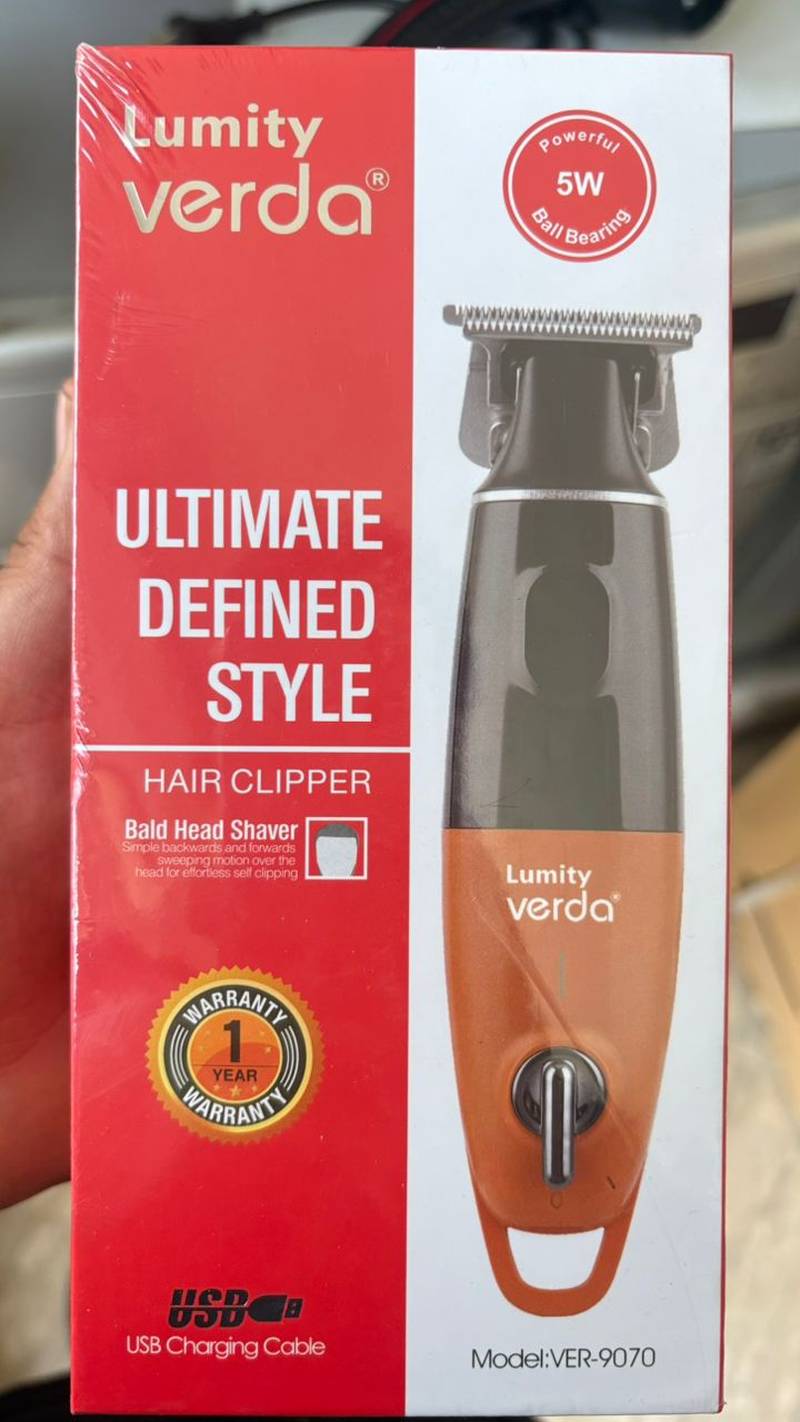 Lumity
verda®
Powerful
5W
Ball Bearing
ULTIMATE
DEFINED
STYLE
HAIR CLIPPER
Bald Head Shaver
Simple backwards and forwards
sweeping motion over the
head for effortless self clipping
WARRANTY
1
YEAR
WARRANTY
USB
USB Charging Cable
Lumity
verda®
Model:VER-9070